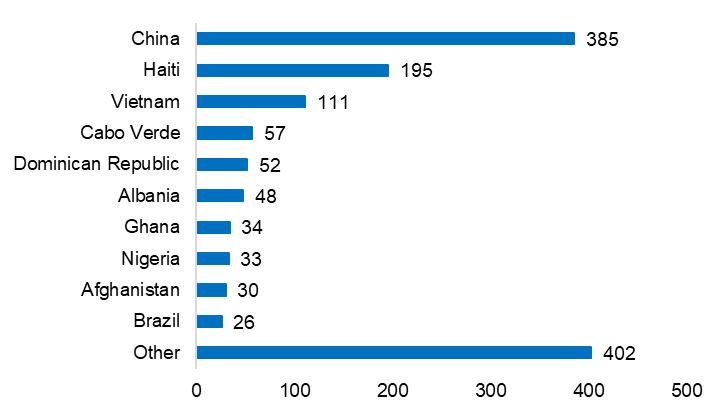 China 385
Haiti 195
Vietnam 111
Cabo Verde 57
Dominican Republic 52
Albania 48
Ghana 34
Nigeria 33
Afghanistan 30
Brazil 26
Other 402
0 100 200 300 400 500